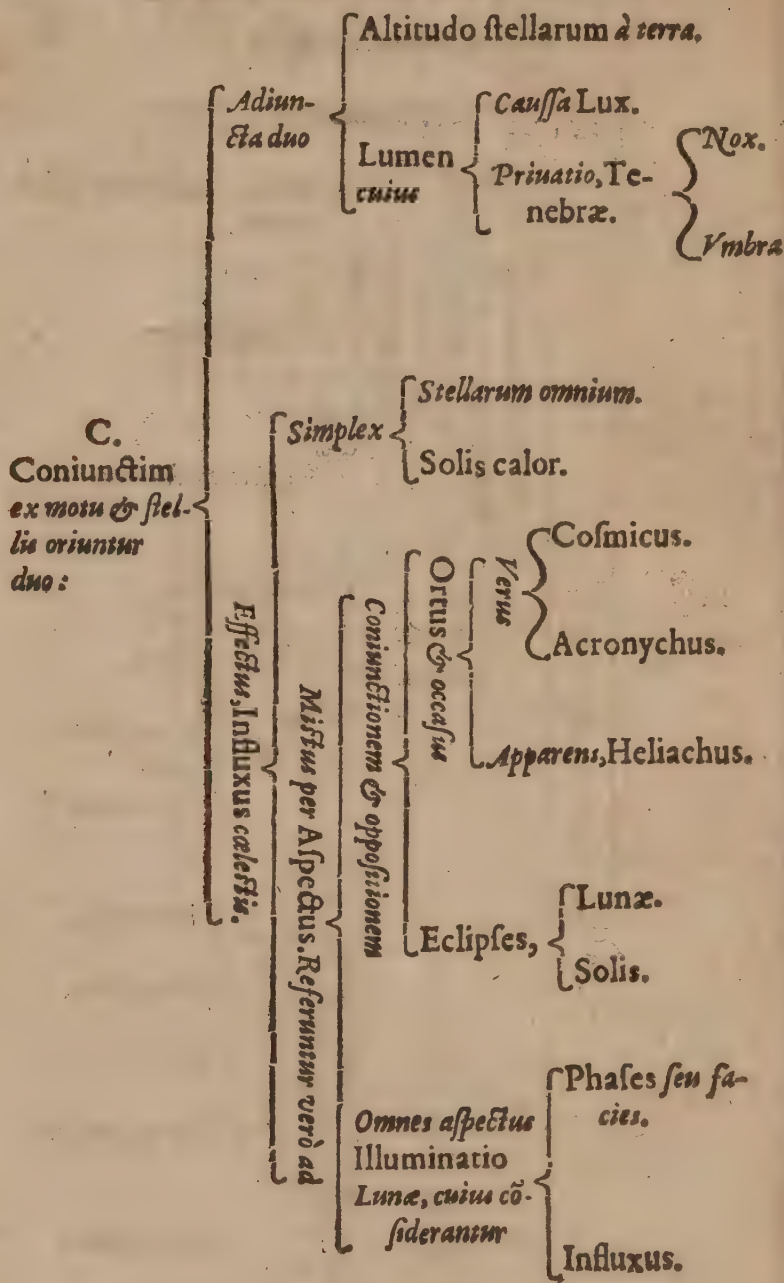 C.
Coniunctim
ex motu & ſtel-
lis oriuntur
duo:
Adiun-
cta duo
Altitudo ſtellarum à terra.
Lumen
cuius
Cauſſa Lux.
Priuatio, Te-
nebræ.
Nox.
Vmbra
Effectus, Influxus cæleſtis.
Simplex
Stellarum omnium.
Solis calor.
Miſtus per Aſpectus. Referuntur verò ad
Coniunctionem & oppoſitionem
Ortus & occaſus
Verus
Coſmicus.
Acronychus.
Apparens, Heliachus.
Eclipſes,
Lunæ.
Solis.
Omnes aſpectus
Illuminatio
Lunæ, cuius cõ-
ſiderantur
Phaſes ſeu fa-
cies.
Influxus.